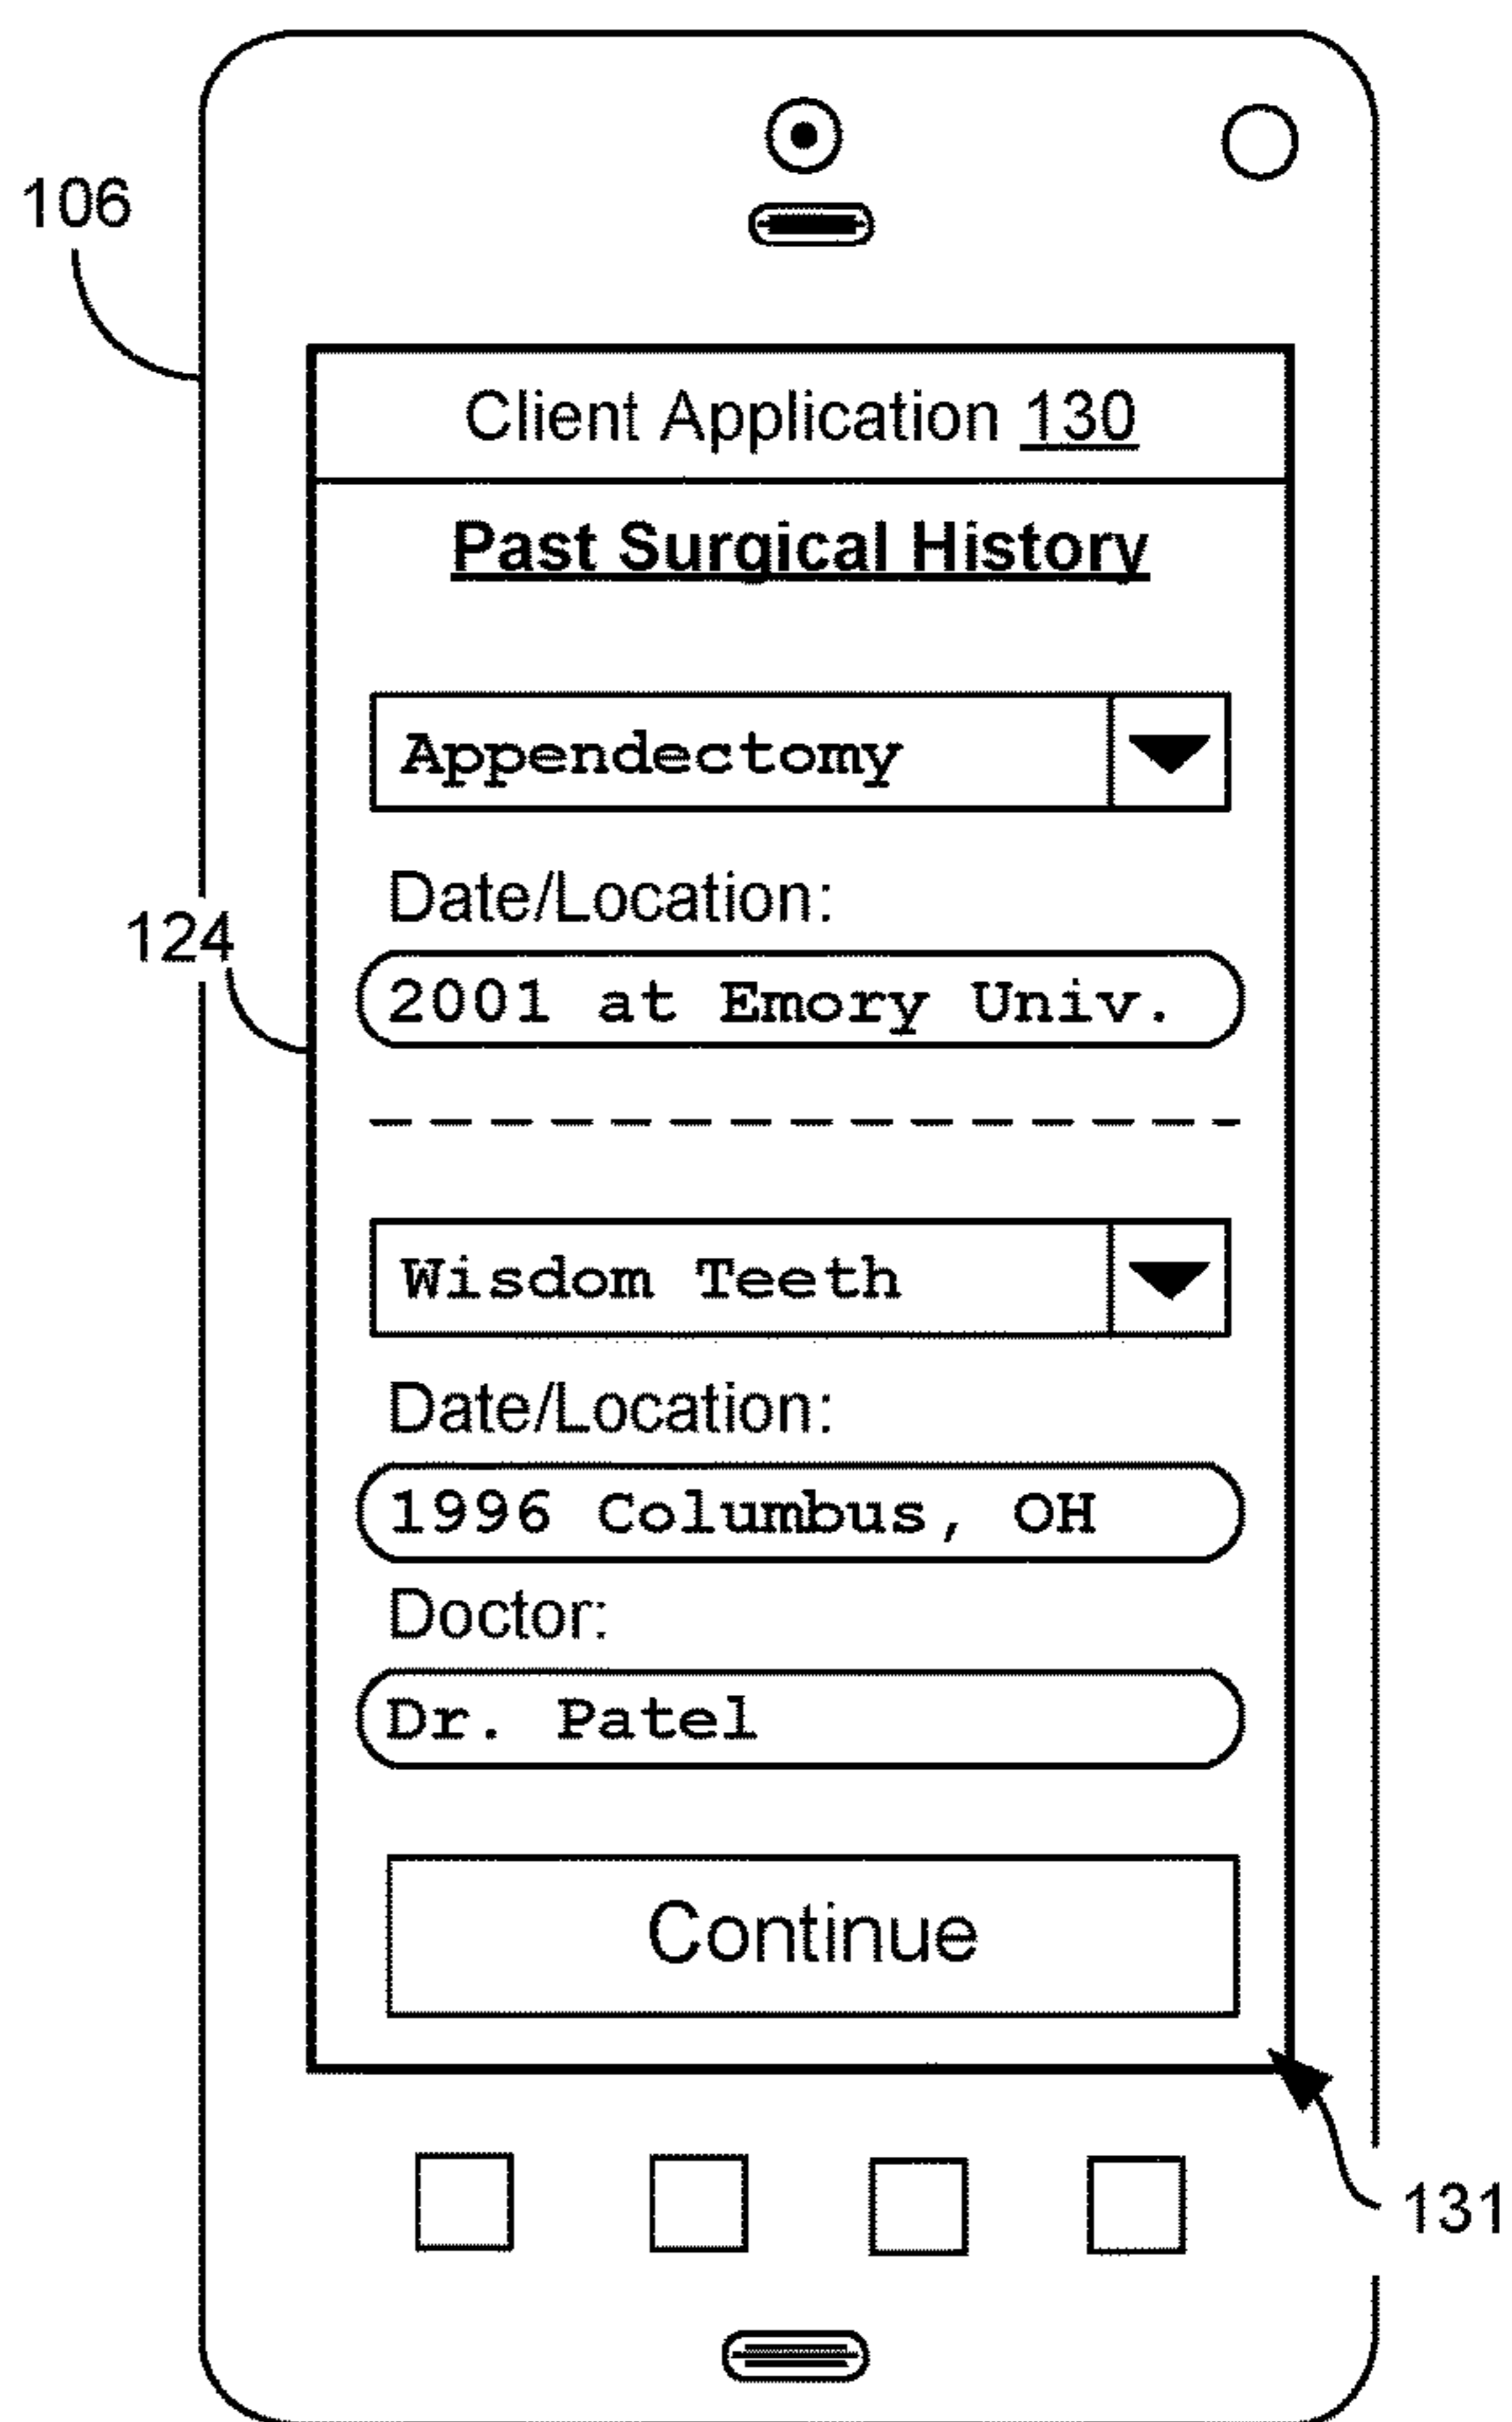 106
Client Application 130
Past Surgical History
Appendectomy
Date/Location:
124
2001 at Emory Univ.
Wisdom Teeth
Date/Location:
1996 Columbus, OH
Doctor:
Dr. Patel
Continue
131